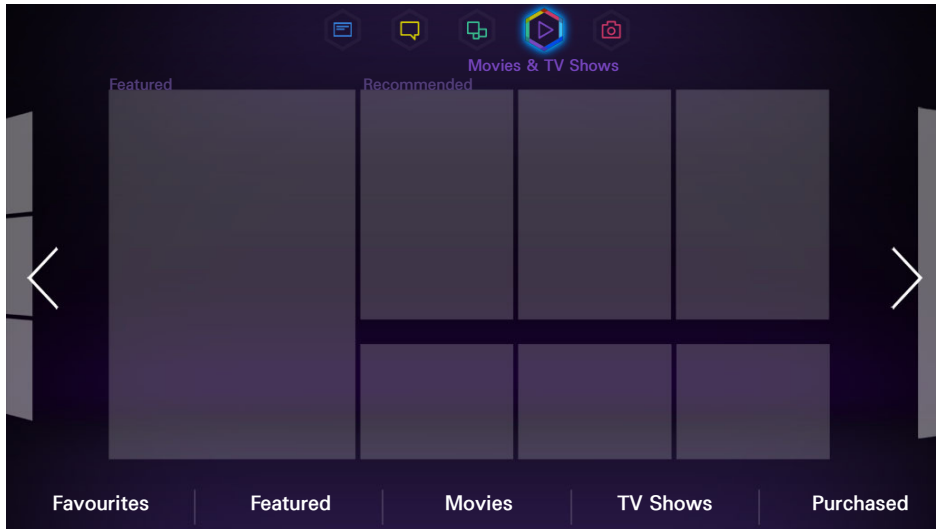 Movies & TV Shows
Featured Recommended
Favourites Featured Movies TV Shows Purchased